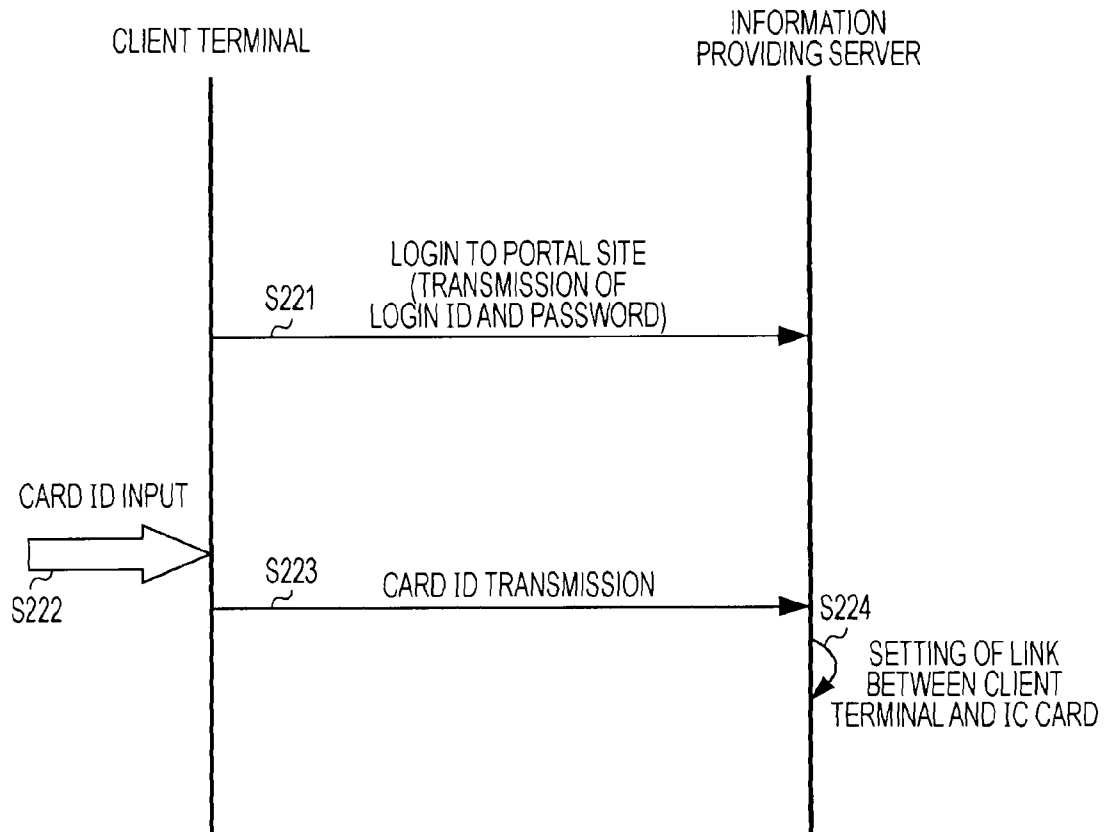 CLIENT TERMINAL
INFORMATION
PROVIDING SERVER
LOGIN TO PORTAL SITE
(TRANSMISSION OF
LOGIN ID AND PASSWORD)
S221
CARD ID INPUT
S222
S223
CARD ID TRANSMISSION
S224
SETTING OF LINK
BETWEEN CLIENT
TERMINAL AND IC CARD